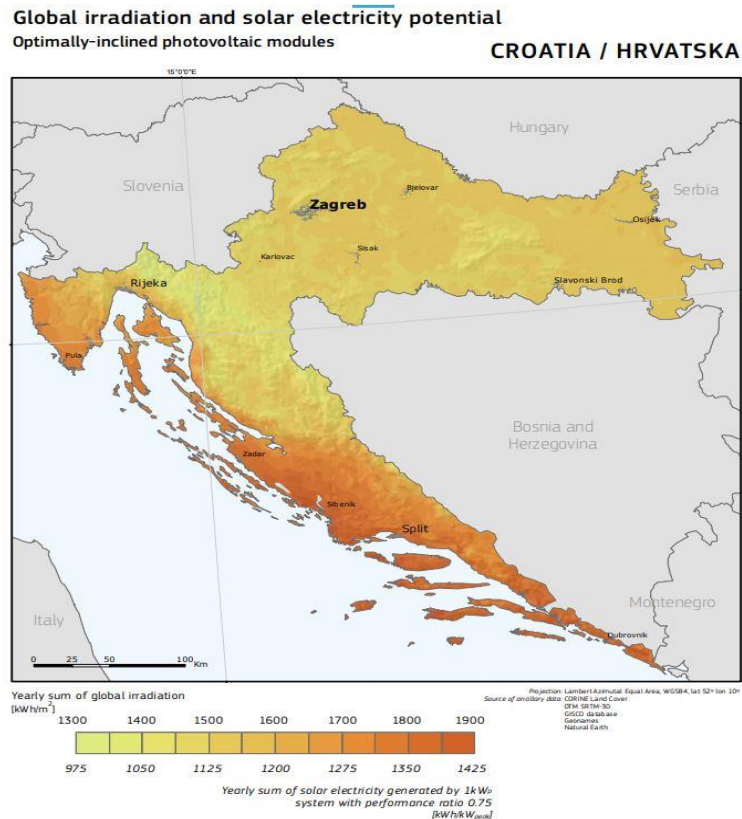 Global irradiation and solar electricity potential
Optimally-inclined photovoltaic modules
CROATIA / HRVATSKA
15°0'0"E
Hungary
Slovenia
Serbia
Bjelovar
Zagreb
Osijek
Sisak
Karlovac
Slavonski Brod
Rijeka
Pula
Bosnia and
Herzegovina
Zadar
Sibenik
Split
Montenegro
Italy
Dubrovnik
0 25 50 100 Km
Yearly sum of global irradiation
[kWh/m²]
1300 1400 1500 1600 1700 1800 1900
975 1050 1125 1200 1275 1350 1425
Yearly sum of solar electricity generated by 1kWp
system with performance ratio 0.75
[kWh/kWpeak]
Projection: Lambert Azimutal Equal Area, WGS84, lat 52° lon 10°
Source of ancillary data: CORINE Land Cover
DTM SRTM-30
GISCO database
Geonames
Natural Earth